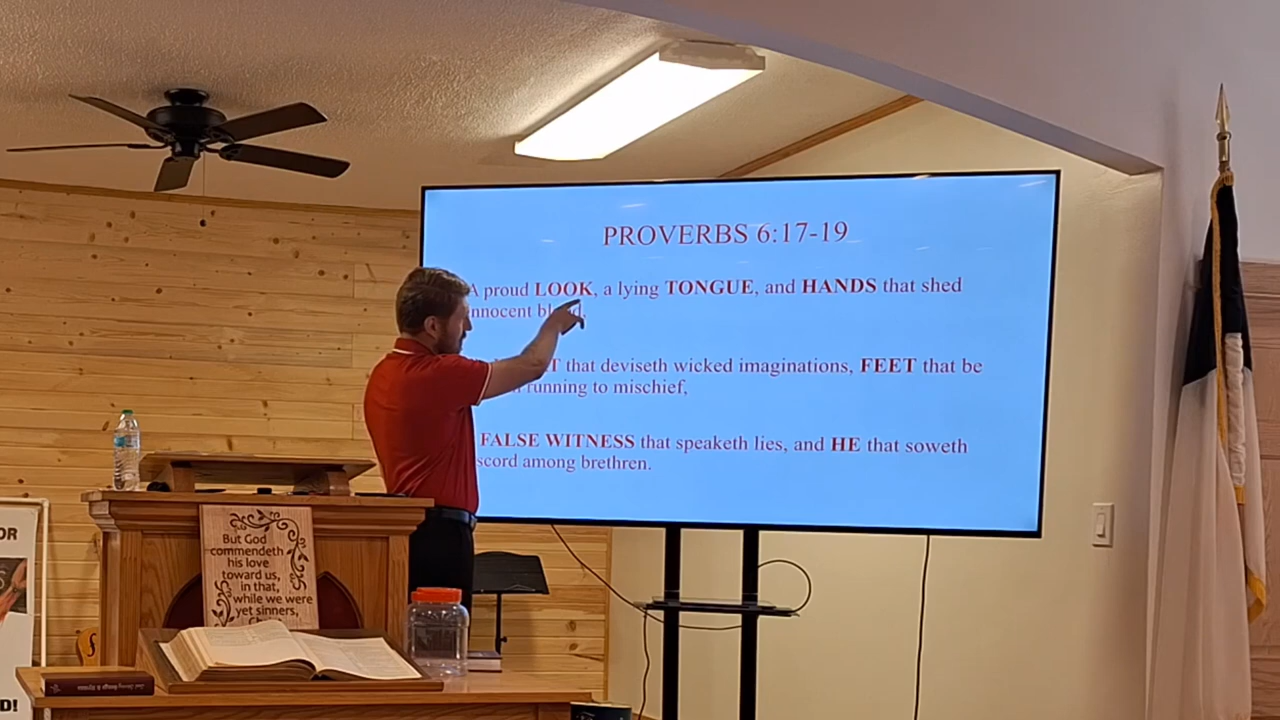 PROVERBS 6:17-19
A proud LOOK, a lying TONGUE, and HANDS that shed
nnocent bl d,
T that deviseth wicked imaginations, FEET that be
running to mischief,
FALSE WITNESS that speaketh lies, and HE that soweth
scord among brethren.
But God
commendeth
his love
toward us,
in that,
while we were
yet sinners,
OR
D!